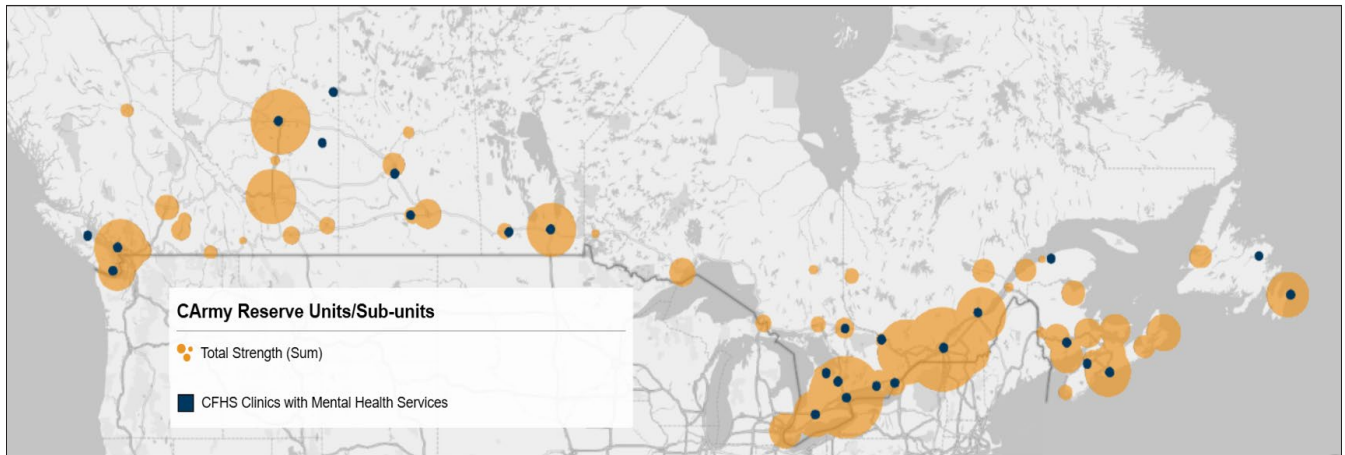 CArmy Reserve Units/Sub-units
Total Strength (Sum)
CFHS Clinics with Mental Health Services